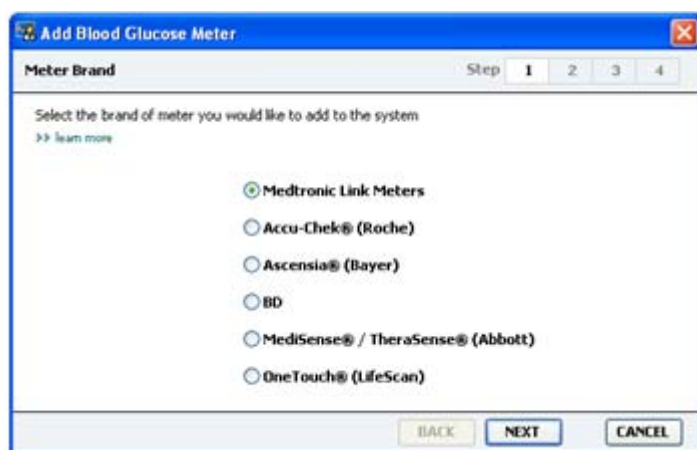 Add Blood Glucose Meter
Meter Brand Step 1 2 3 4
Select the brand of meter you would like to add to the system
>> learn more
Medtronic Link Meters
Accu-Chek® (Roche)
Ascensia® (Bayer)
BD
MediSense® / TheraSense® (Abbott)
OneTouch® (LifeScan)
BACK NEXT CANCEL